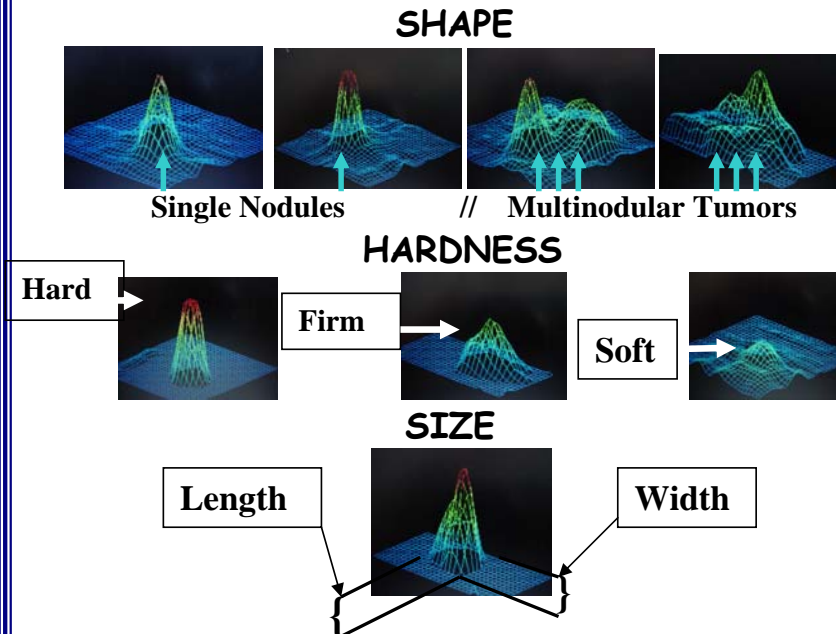 SHAPE
Single Nodules // Multinodular Tumors
HARDNESS
Hard
Firm
Soft
SIZE
Length
Width